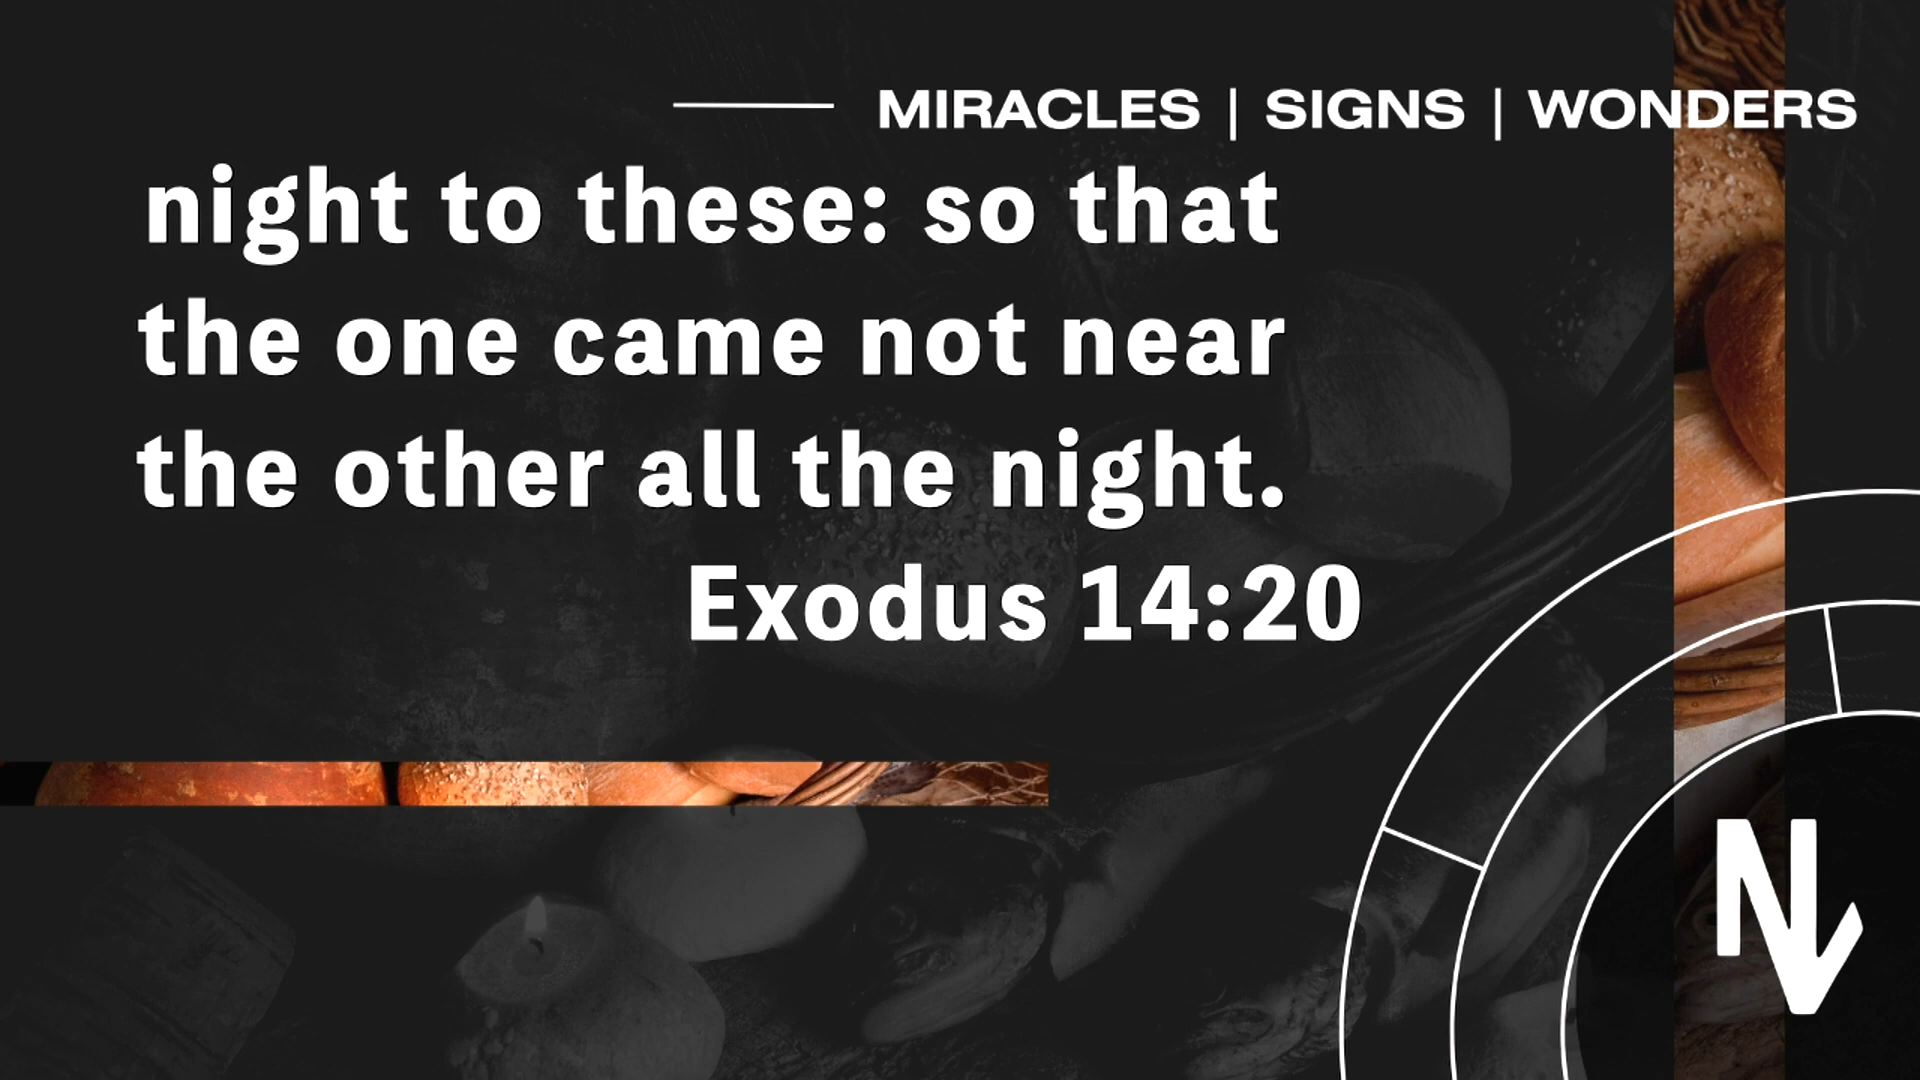 MIRACLES | SIGNS | WONDERS
night to these: so that
the one came not near
the other all the night.
Exodus 14:20
NV